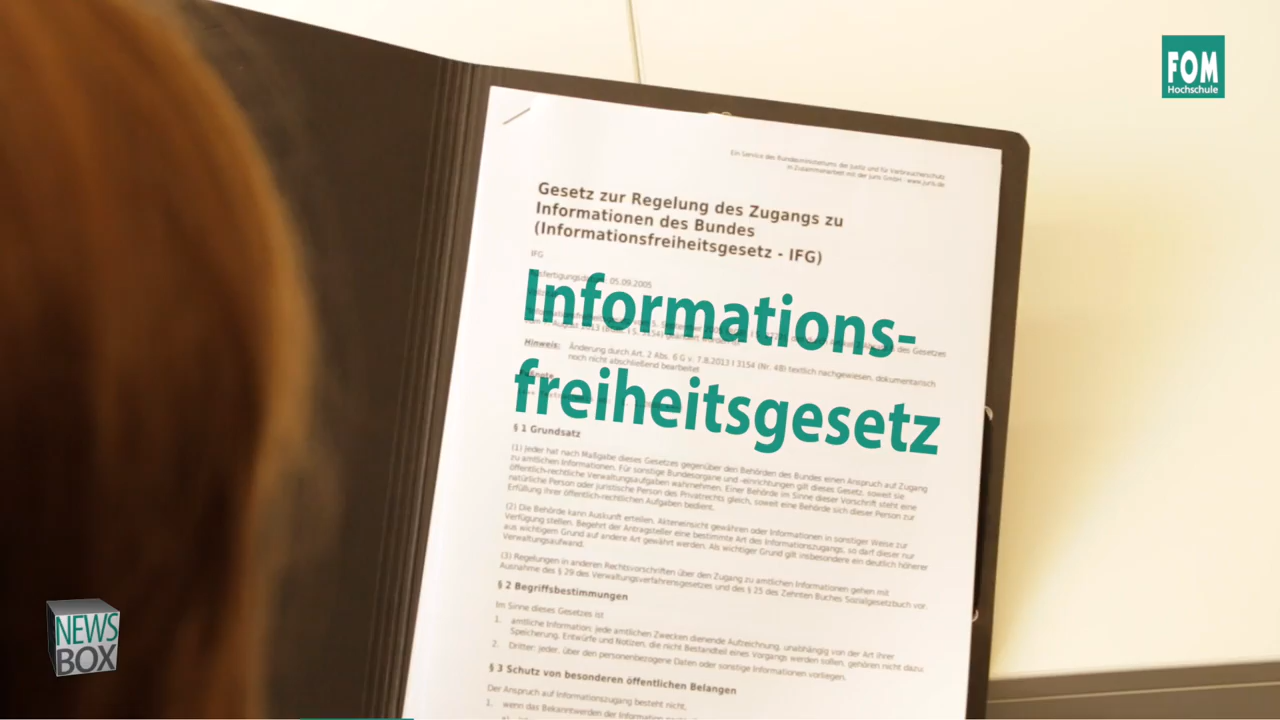 FOM
Hochschule
Ein Service des Bundesministeriums der Justiz und für Verbraucherschutz
in Zusammenarbeit mit der juris GmbH - www.juris.de
Gesetz zur Regelung des Zugangs zu
Informationen des Bundes
(Informationsfreiheitsgesetz - IFG)
IFG
05.09.2005
Informations-
des Gesetzes
Hinweis: Änderung durch Art. 2 Abs. 6 G v. 7.8.2013 I 3154 (Nr. 48) textlich nachgewiesen, dokumentarisch
noch nicht abschließend bearbeitet
freiheitsgesetz
§ 1 Grundsatz
(1) Jeder hat nach Maßgabe dieses Gesetzes gegenüber den Behörden des Bundes einen Anspruch auf Zugang
zu amtlichen Informationen. Für sonstige Bundesorgane und -einrichtungen gilt dieses Gesetz, soweit sie
öffentlich-rechtliche Verwaltungsaufgaben wahrnehmen. Einer Behörde im Sinne dieser Vorschrift steht eine
natürliche Person oder juristische Person des Privatrechts gleich, soweit eine Behörde sich dieser Person zur
Erfüllung ihrer öffentlich-rechtlichen Aufgaben bedient.
(2) Die Behörde kann Auskunft erteilen, Akteneinsicht gewähren oder Informationen in sonstiger Weise zur
Verfügung stellen. Begehrt der Antragsteller eine bestimmte Art des Informationszugangs, so darf dieser nur
aus wichtigem Grund auf andere Art gewährt werden. Als wichtiger Grund gilt insbesondere ein deutlich höherer
Verwaltungsaufwand.
(3) Regelungen in anderen Rechtsvorschriften über den Zugang zu amtlichen Informationen gehen mit
Ausnahme des § 29 des Verwaltungsverfahrensgesetzes und des § 25 des Zehnten Buches Sozialgesetzbuch vor.
§ 2 Begriffsbestimmungen
Im Sinne dieses Gesetzes ist
1. amtliche Information: jede amtlichen Zwecken dienende Aufzeichnung, unabhängig von der Art ihrer
Speicherung. Entwürfe und Notizen, die nicht Bestandteil eines Vorgangs werden sollen, gehören nicht dazu;
2. Dritter: jeder, über den personenbezogene Daten oder sonstige Informationen vorliegen.
§ 3 Schutz von besonderen öffentlichen Belangen
Der Anspruch auf Informationszugang besteht nicht,
1. wenn das Bekanntwerden der Information
NEWS
BOX